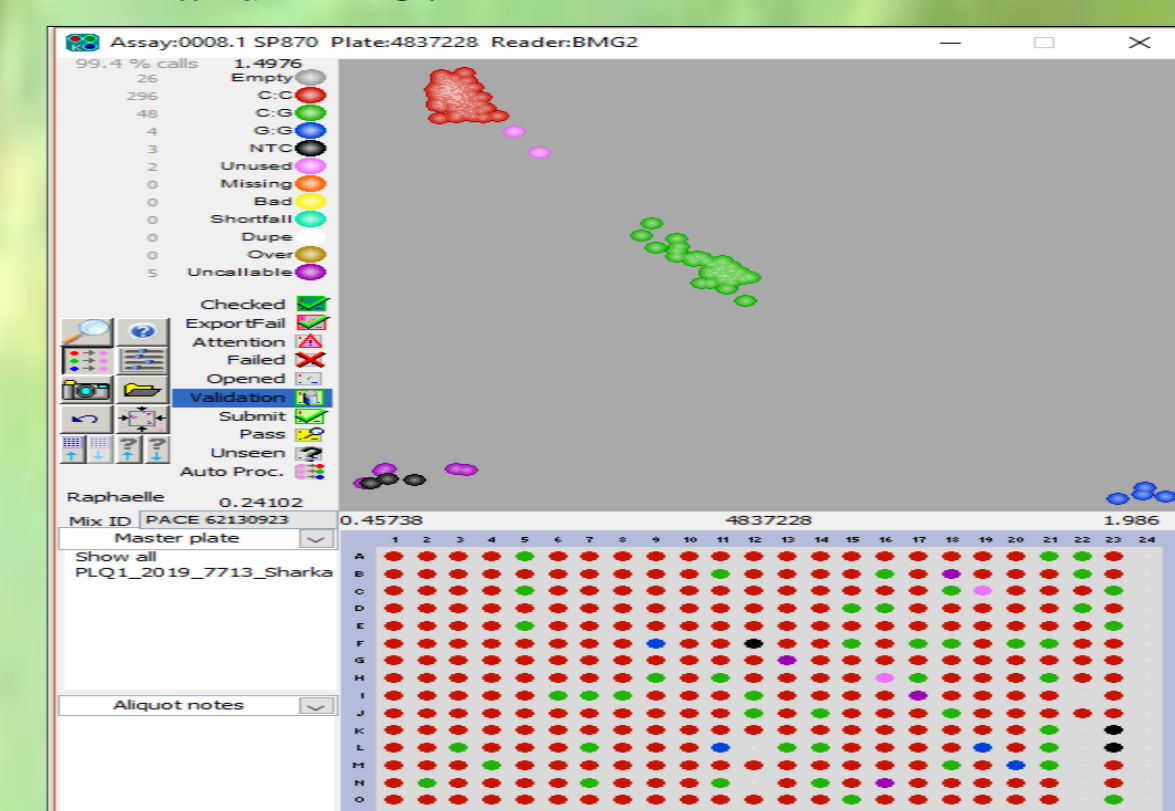 Assay:0008.1 SP870 Plate:4837228 Reader:BMG2
99.4 % calls 1.4976
26 Empty
296 C:C
48 C:G
4 G:G
3 NTC
2 Unused
0 Missing
0 Bad
0 Shortfall
0 Dupe
0 Over
5 Uncallable
Checked
ExportFail
Attention
Failed
Opened
Validation
Submit
Pass
Unseen
Auto Proc.
Raphaelle 0.24102
Mix ID PACE 62130923
0.45738 4837228 1.986
Master plate
Show all
PLQ1_2019_7713_Sharka
Aliquot notes
1 2 3 4 5 6 7 8 9 10 11 12 13 14 15 16 17 18 19 20 21 22 23 24
A
B
C
D
E
F
G
H
I
J
K
L
M
N
O